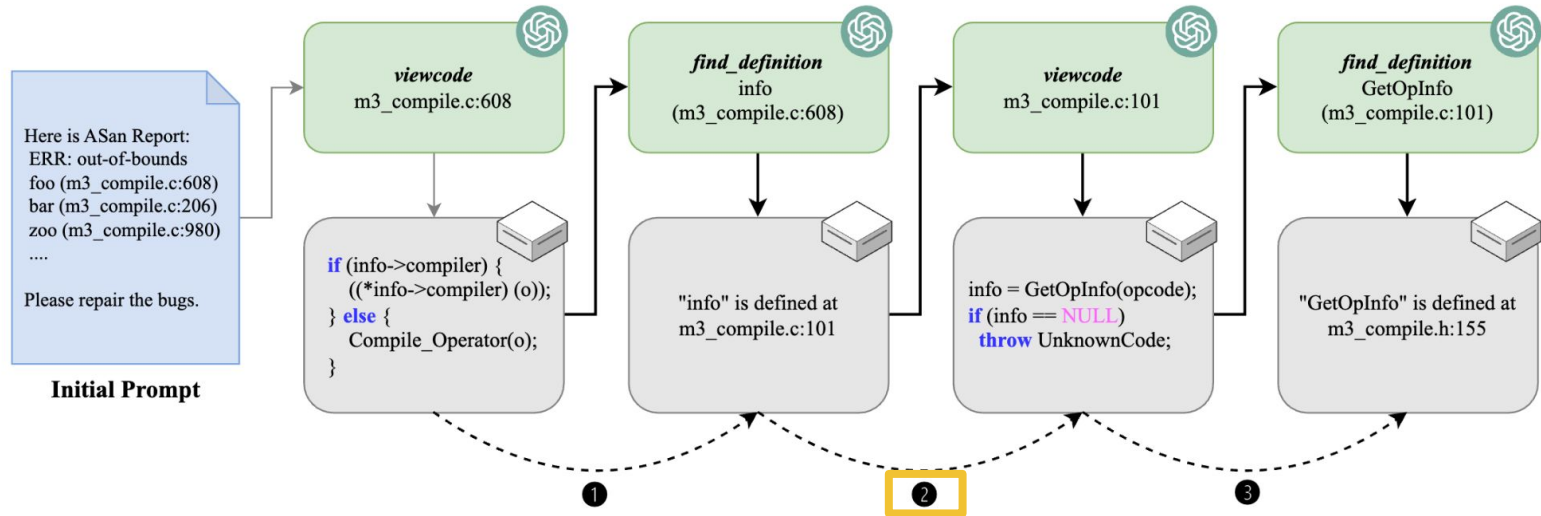 Here is ASan Report:
ERR: out-of-bounds
foo (m3_compile.c:608)
bar (m3_compile.c:206)
zoo (m3_compile.c:980)
....
Please repair the bugs.
Initial Prompt
viewcode
m3_compile.c:608
if (info->compiler) {
((*info->compiler) (o));
} else {
Compile_Operator(o);
}
find_definition
info
(m3_compile.c:608)
"info" is defined at
m3_compile.c:101
viewcode
m3_compile.c:101
info = GetOpInfo(opcode);
if (info == NULL)
throw UnknownCode;
find_definition
GetOpInfo
(m3_compile.c:101)
"GetOpInfo" is defined at
m3_compile.h:155
❶
❷
❸